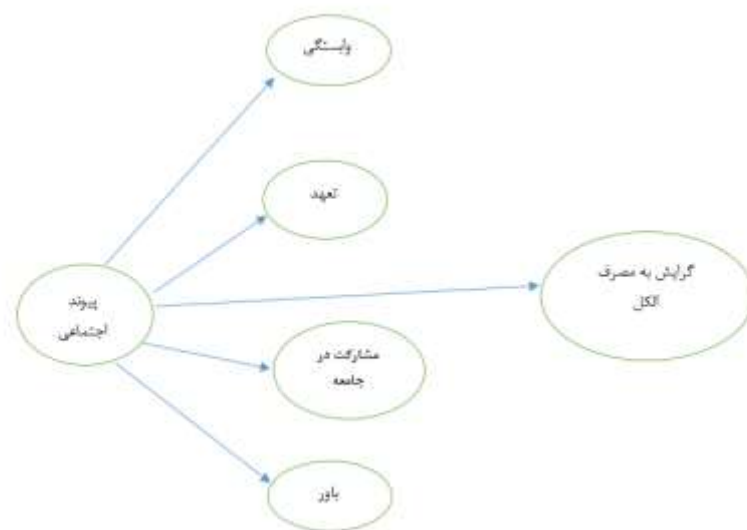 وابستگی
تعهد
گرایش به مصرف
الکل
پیوند
اجتماعی
مشارکت در
جامعه
باور